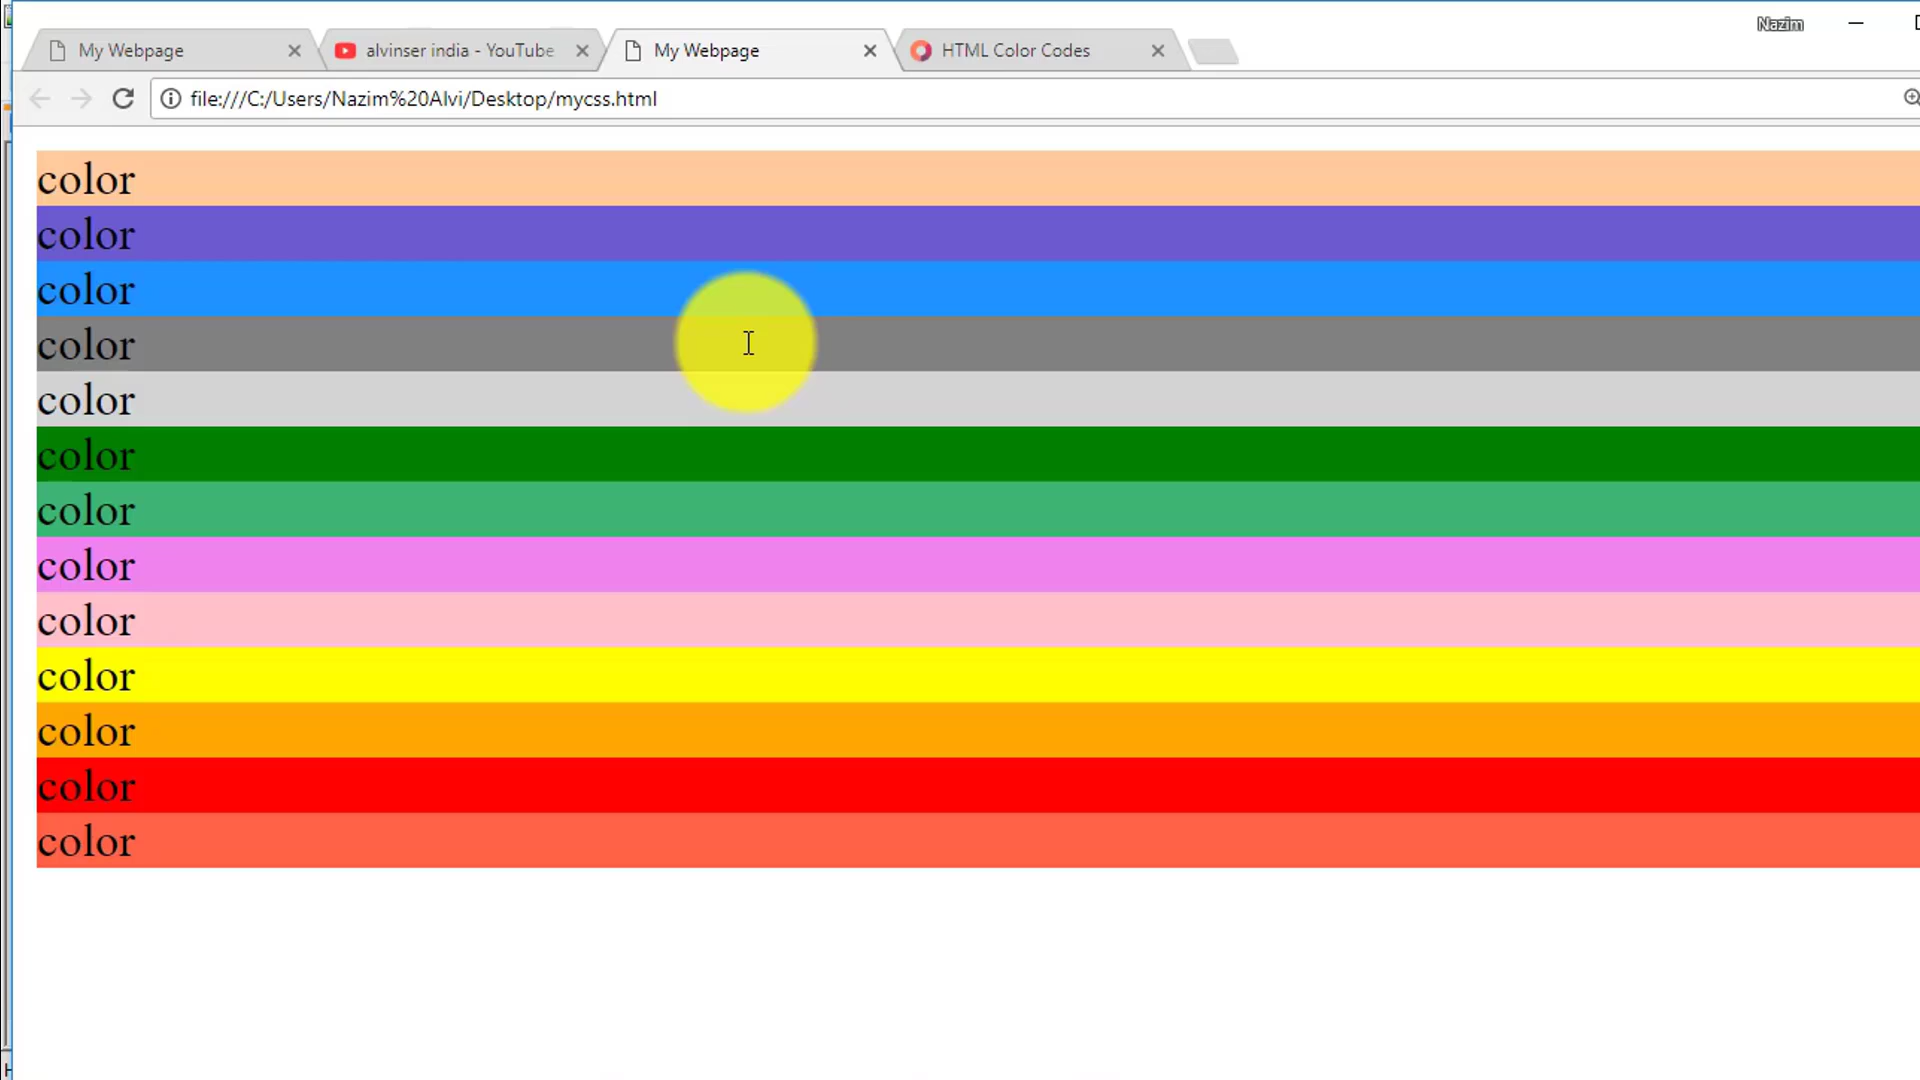 Nazim
My Webpage
alvinser india - YouTube
My Webpage
HTML Color Codes
file:///C:/Users/Nazim%20Alvi/Desktop/mycss.html
color
color
color
color
color
color
color
color
color
color
color
color
color